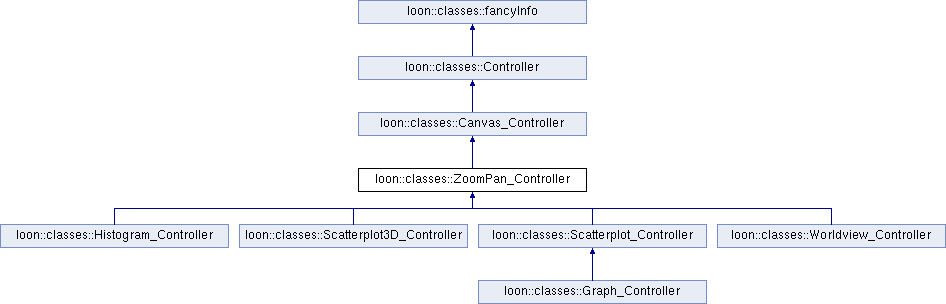 loon::classes::fancyInfo
loon::classes::Controller
loon::classes::Canvas_Controller
loon::classes::ZoomPan_Controller
loon::classes::Histogram_Controller
loon::classes::Scatterplot3D_Controller
loon::classes::Scatterplot_Controller
loon::classes::Worldview_Controller
loon::classes::Graph_Controller